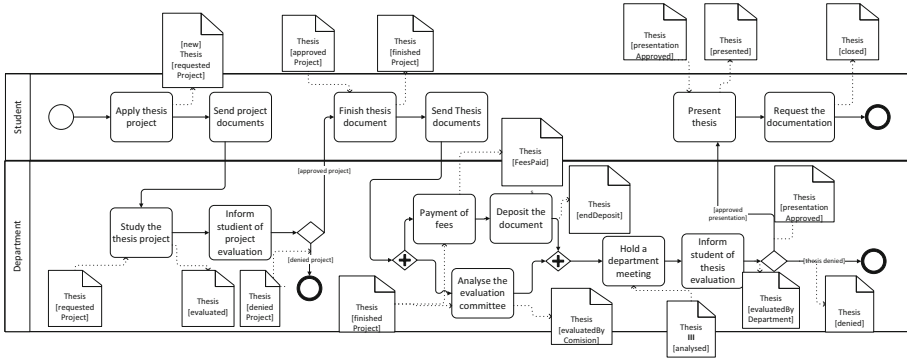 [new]
Thesis
[requested
Project]
Thesis
[approved
Project]
Thesis
[finished
Project]
Thesis
[presentation
Approved]
Thesis
[presented]
Thesis
[closed]
Student
Apply thesis
project
Send project
documents
Finish thesis
document
Send Thesis
documents
Present
thesis
Request the
documentation
Department
[approved project]
Thesis
[FeesPaid]
Study the
thesis project
Inform
student of
project
evaluation
[denied project]
Payment of
fees
Deposit the
document
Thesis
[endDeposit]
Analyse the
evaluation
committee
Hold a
department
meeting
Inform
student of
thesis
evaluation
[approved
presentation]
Thesis
[presentation
Approved]
[thesis denied]
Thesis
[requested
Project]
Thesis
[evaluated]
Thesis
[denied
Project]
Thesis
[finished
Project]
Thesis
[evaluatedBy
Comision]
Thesis
III
[analysed]
Thesis
[evaluatedBy
Department]
Thesis
[denied]